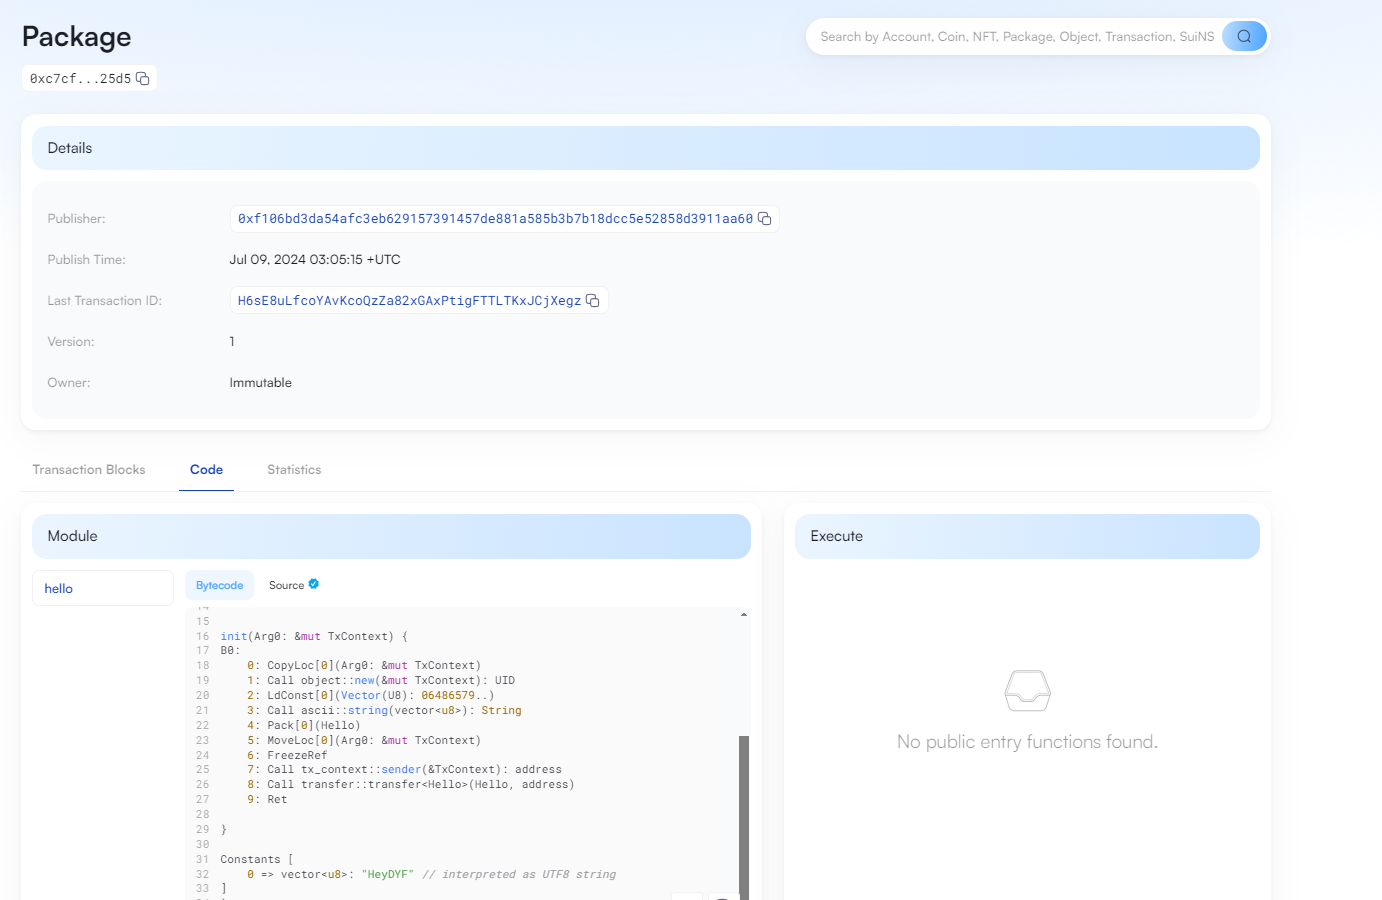 Package
Search by Account, Coin, NFT, Package, Object, Transaction, SuiNS
0xc7cf...25d5
Details
Publisher: 0xf106bd3da54afc3eb629157391457de881a585b3b7b18dcc5e52858d3911aa60
Publish Time: Jul 09, 2024 03:05:15 +UTC
Last Transaction ID: H6sE8uLfcoYAvKcoQzZa82xGAxPtigFTTLTKxJCjXegz
Version: 1
Owner: Immutable
Transaction Blocks Code Statistics
Module
hello
Bytecode Source
14
15
16 init(Arg0: &mut TxContext) {
17 B0:
18 0: CopyLoc[0](Arg0: &mut TxContext)
19 1: Call object::new(&mut TxContext): UID
20 2: LdConst[0](Vector(U8): 06486579..)
21 3: Call ascii::string(vector<u8>): String
22 4: Pack[0](Hello)
23 5: MoveLoc[0](Arg0: &mut TxContext)
24 6: FreezeRef
25 7: Call tx_context::sender(&TxContext): address
26 8: Call transfer::transfer<Hello>(Hello, address)
27 9: Ret
28
29 }
30
31 Constants [
32 0 => vector<u8>: "HeyDYF" // interpreted as UTF8 string
33 ]
Execute
No public entry functions found.